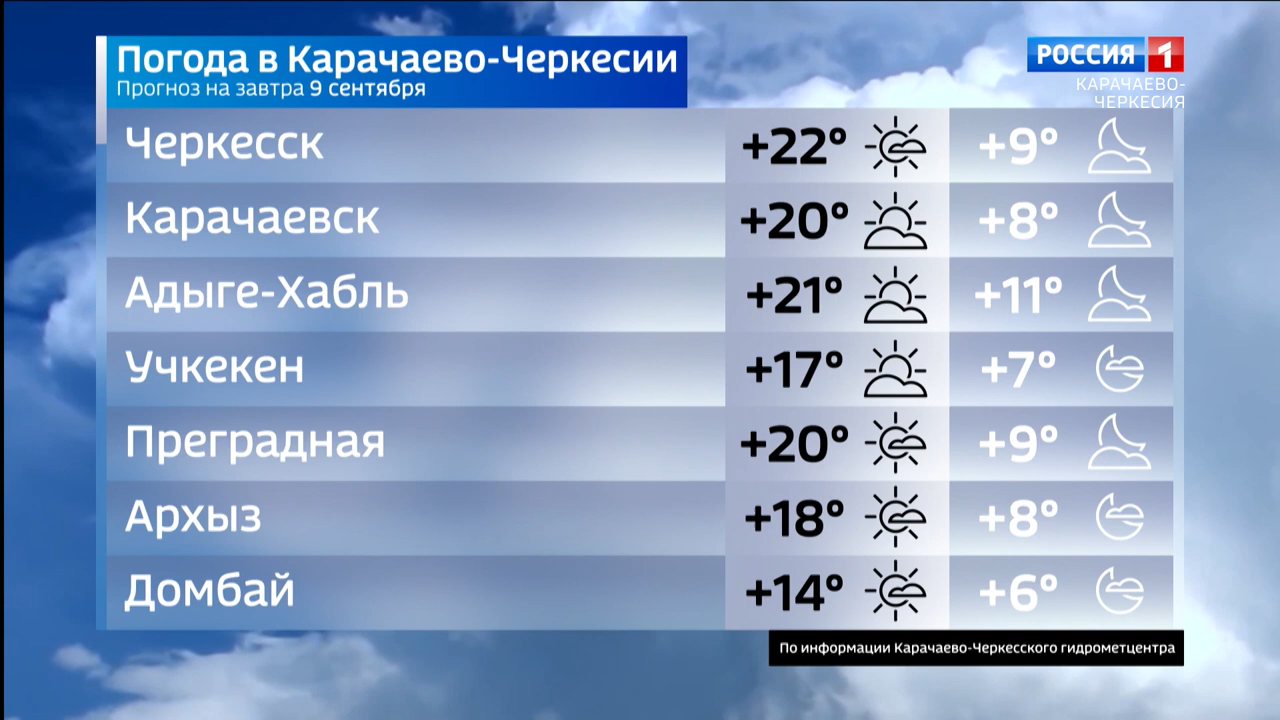 Погода в Карачаево-Черкесии
Прогноз на завтра 9 сентября
РОССИЯ 1
КАРАЧАЕВО-
ЧЕРКЕСИЯ
Черкесск +22° +9°
Карачаевск +20° +8°
Адыге-Хабль +21° +11°
Учкекен +17° +7°
Преградная +20° +9°
Архыз +18° +8°
Домбай +14° +6°
По информации Карачаево-Черкесского гидрометцентра